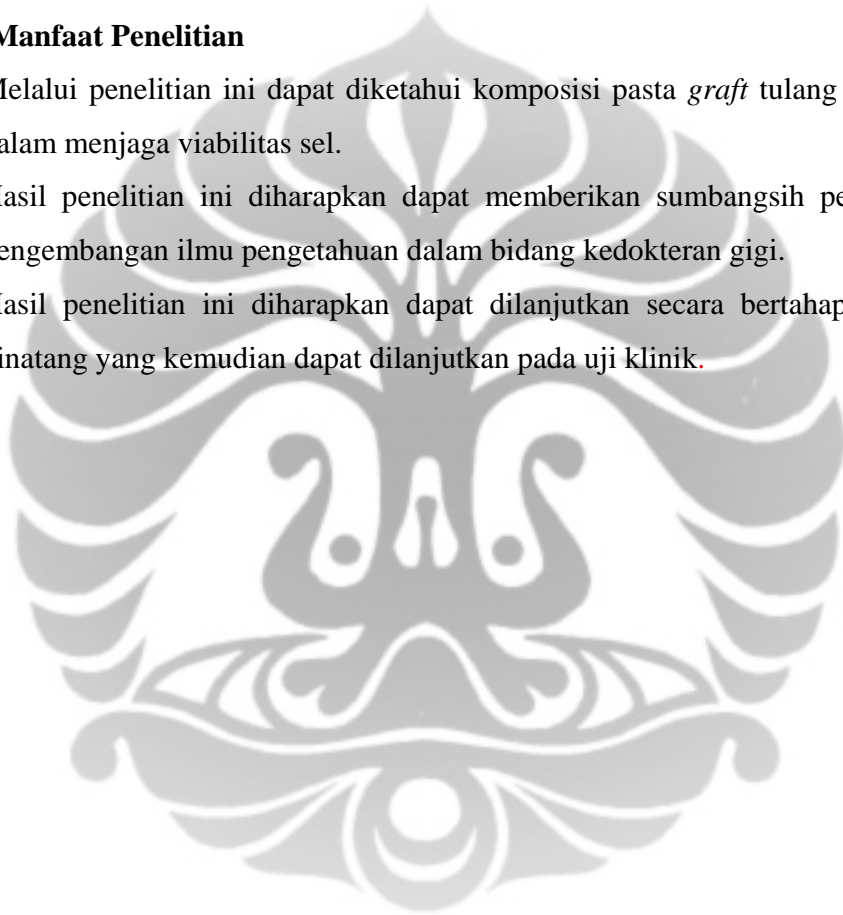 Manfaat Penelitian
Melalui penelitian ini dapat diketahui komposisi pasta graft tulang
dalam menjaga viabilitas sel.
Hasil penelitian ini diharapkan dapat memberikan sumbangsih
pengembangan ilmu pengetahuan dalam bidang kedokteran gigi.
Hasil penelitian ini diharapkan dapat dilanjutkan secara bertahap
yang kemudian dapat dilanjutkan pada uji klinik.